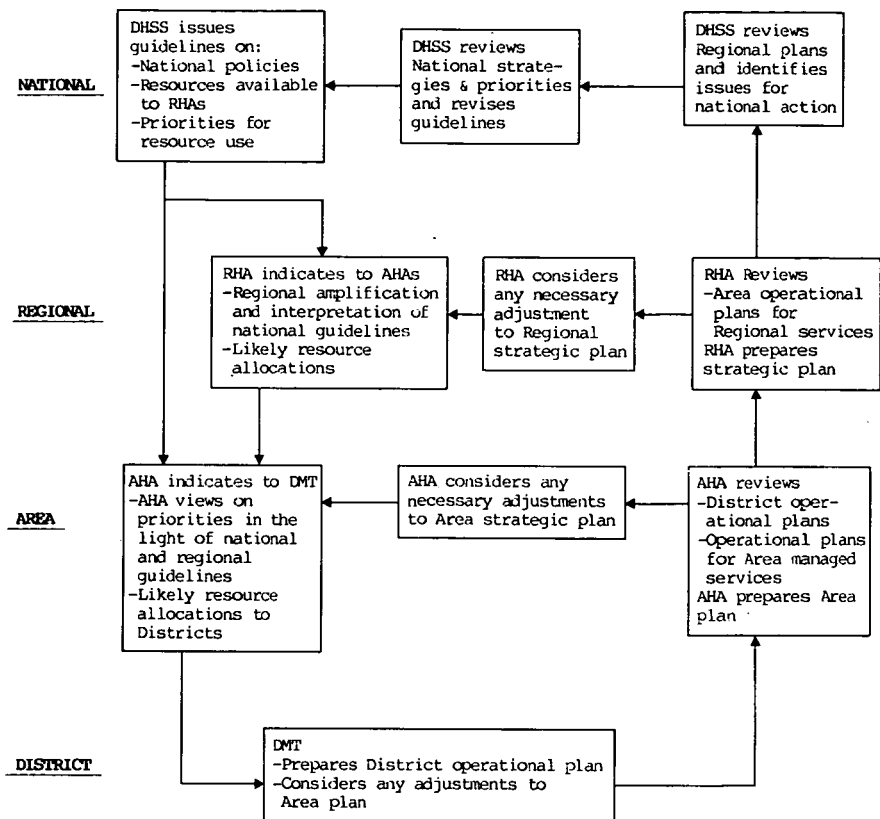 NATIONAL
DHSS issues
guidelines on:
-National policies
-Resources available
to RHAs
-Priorities for
resource use
DHSS reviews
National strate-
gies & priorities
and revises
guidelines
DHSS reviews
Regional plans
and identifies
issues for
national action
REGIONAL
RHA indicates to AHAs
-Regional amplification
and interpretation of
national guidelines
-Likely resource
allocations
RHA considers
any necessary
adjustment
to Regional
strategic plan
RHA Reviews
-Area operational
plans for
Regional services
RHA prepares
strategic plan
AREA
AHA indicates to DMT
-AHA views on
priorities in the
light of national
and regional
guidelines
-Likely resource
allocations to
Districts
AHA considers any
necessary adjustments
to Area strategic plan
AHA reviews
-District oper-
ational plans
-Operational plans
for Area managed
services
AHA prepares Area
plan
DISTRICT
DMT
-Prepares District operational plan
-Considers any adjustments to
Area plan